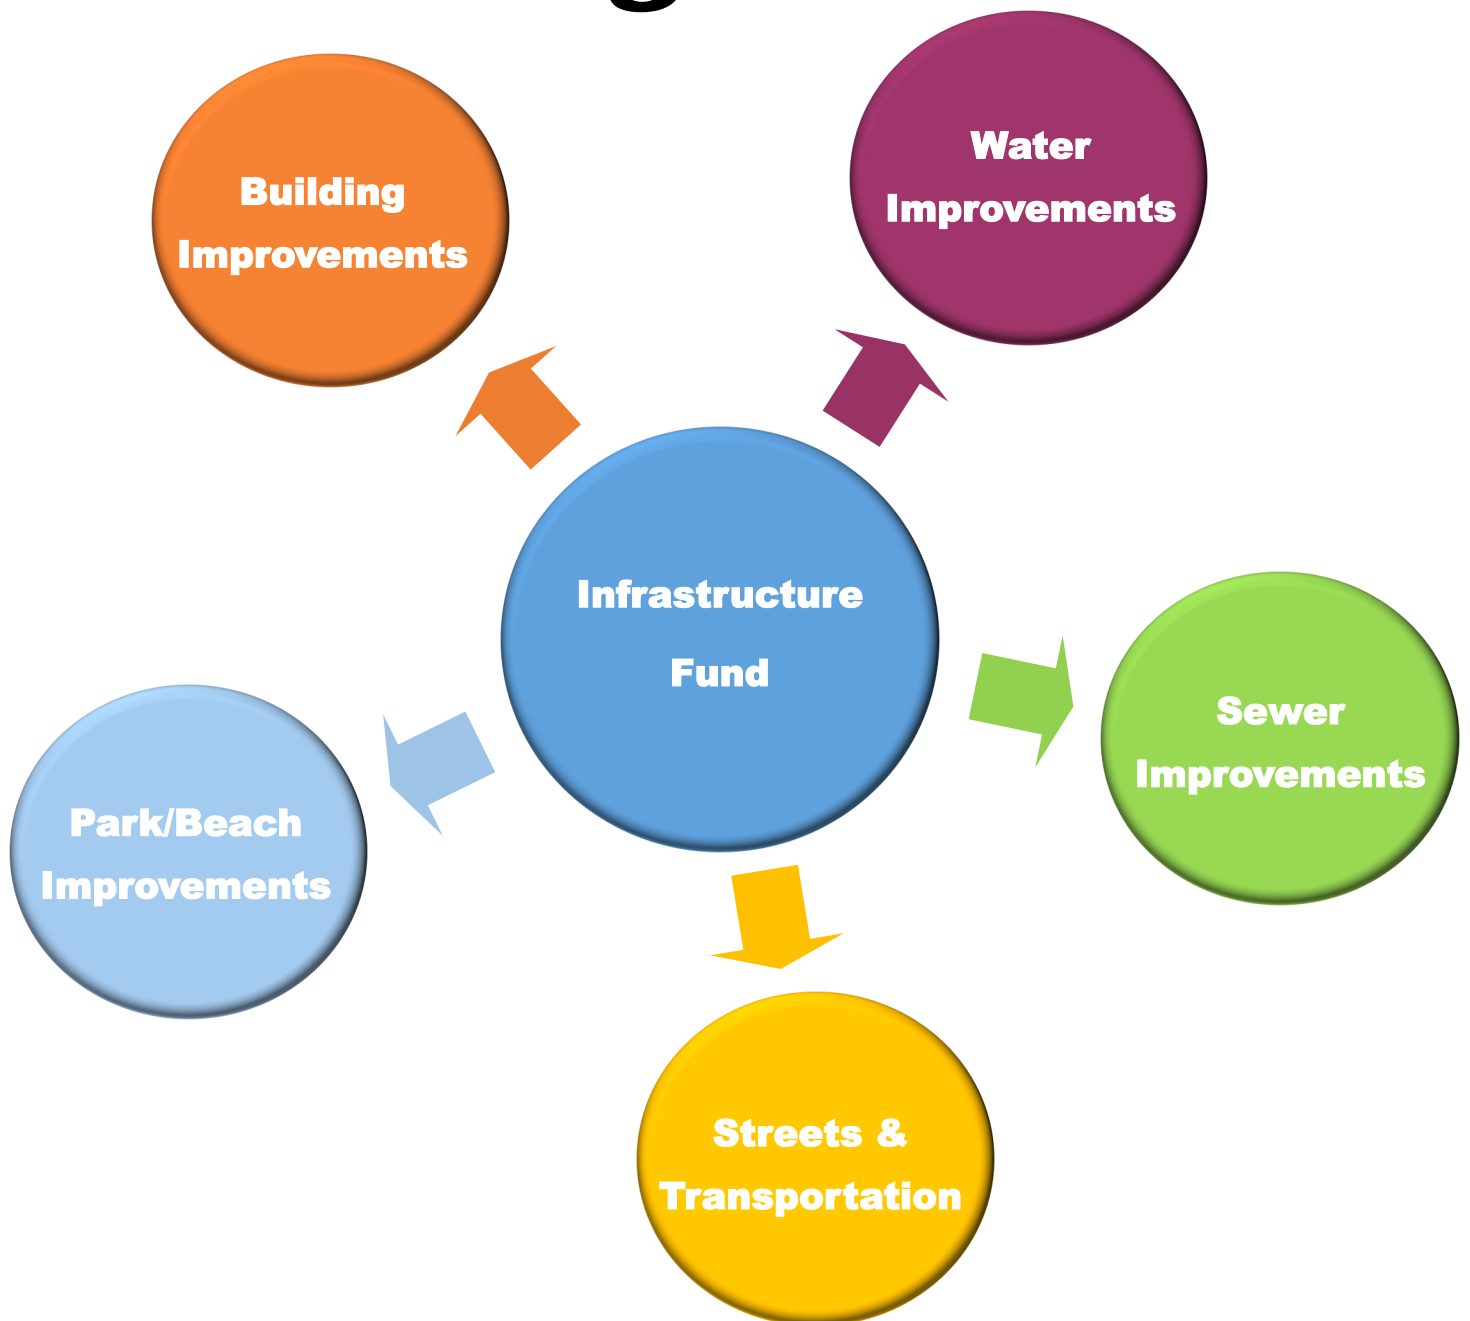 Building
Improvements
Water
Improvements
Infrastructure
Fund
Sewer
Improvements
Park/Beach
Improvements
Streets &
Transportation